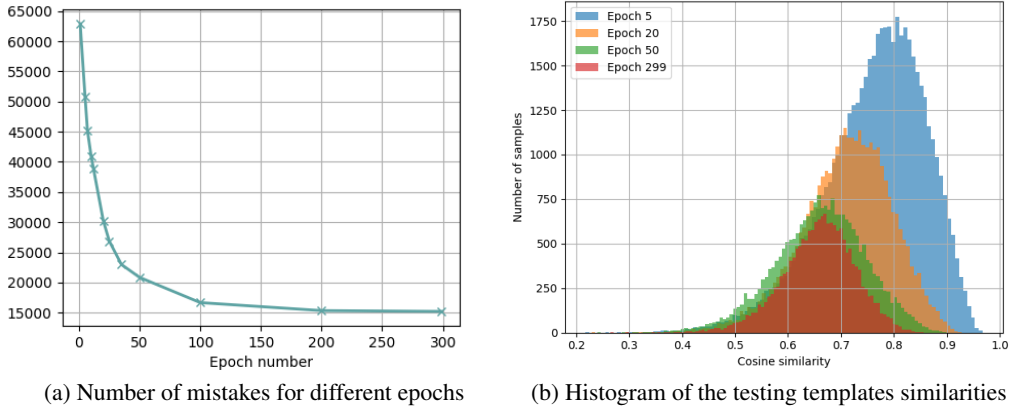 65000
60000
55000
50000
45000
40000
35000
30000
25000
20000
15000
0 50 100 150 200 250 300
Epoch number
(a) Number of mistakes for different epochs
Epoch 5
Epoch 20
Epoch 50
Epoch 299
Number of samples
1750
1500
1250
1000
750
500
250
0
0.2 0.3 0.4 0.5 0.6 0.7 0.8 0.9 1.0
Cosine similarity
(b) Histogram of the testing templates similarities